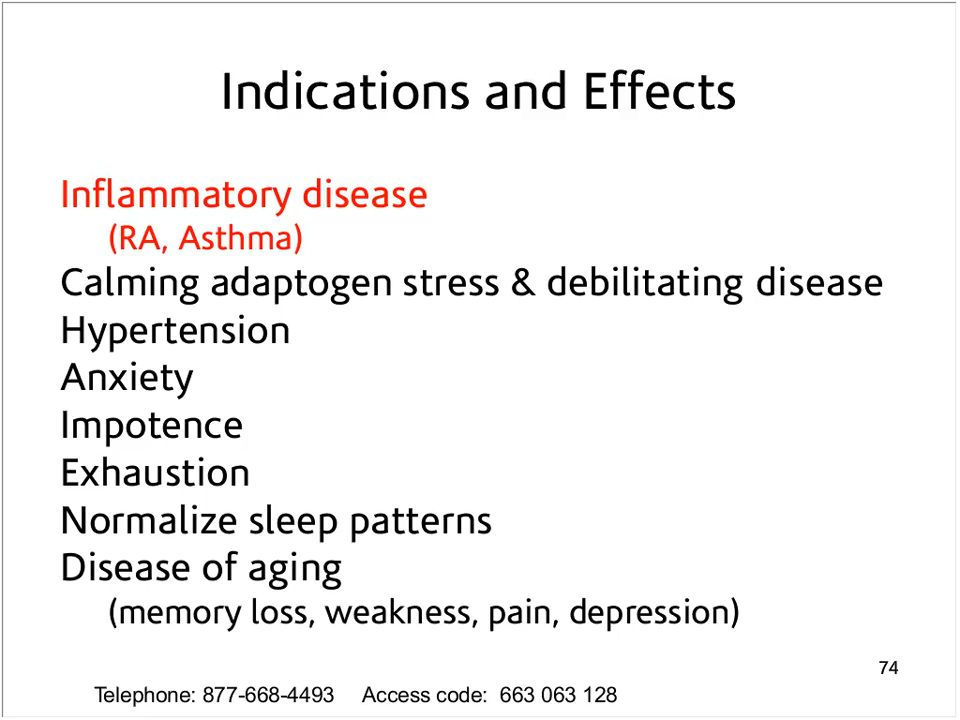 Indications and Effects
Inflammatory disease
(RA, Asthma)
Calming adaptogen stress & debilitating disease
Hypertension
Anxiety
Impotence
Exhaustion
Normalize sleep patterns
Disease of aging
(memory loss, weakness, pain, depression)
74
Telephone: 877-668-4493 Access code: 663 063 128